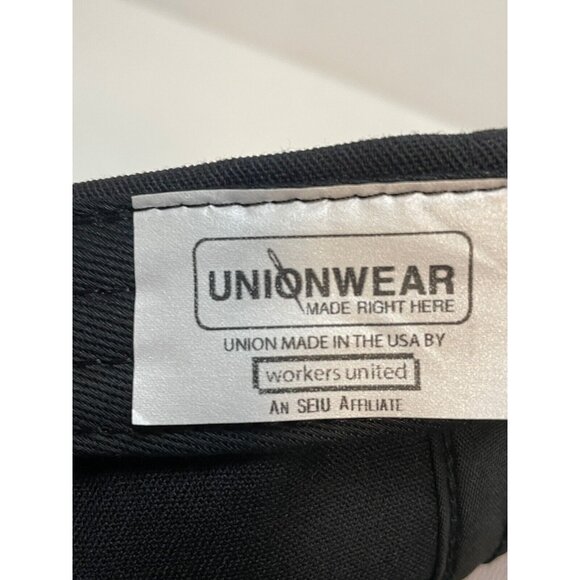 UNIONWEAR
MADE RIGHT HERE
UNION MADE IN THE USA BY
workers united
AN SEIU AFFILIATE